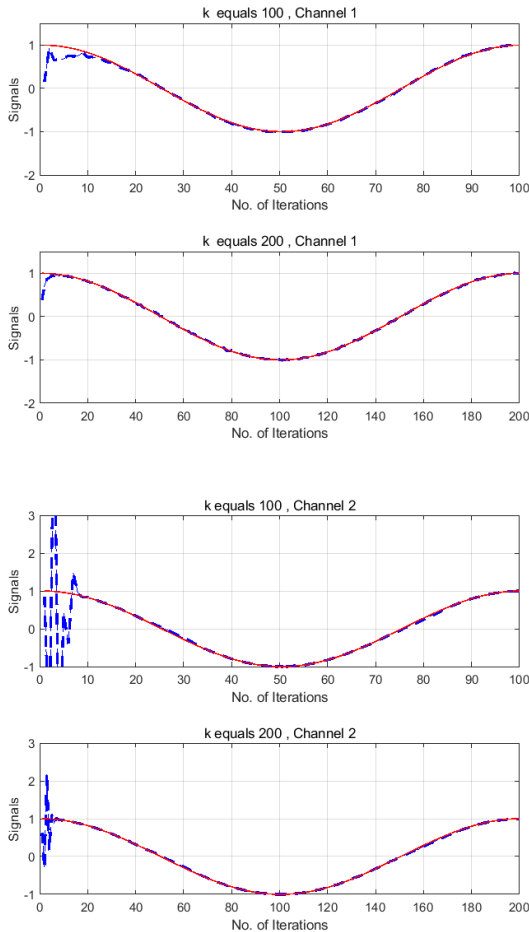 k equals 100 , Channel 1
Signals
1
0
-1
-2
0 10 20 30 40 50 60 70 80 90 100
No. of Iterations
k equals 200 , Channel 1
Signals
1
0
-1
-2
0 20 40 60 80 100 120 140 160 180 200
No. of Iterations
k equals 100 , Channel 2
Signals
3
2
1
0
-1
0 10 20 30 40 50 60 70 80 90 100
No. of Iterations
k equals 200 , Channel 2
Signals
3
2
1
0
-1
0 20 40 60 80 100 120 140 160 180 200
No. of Iterations